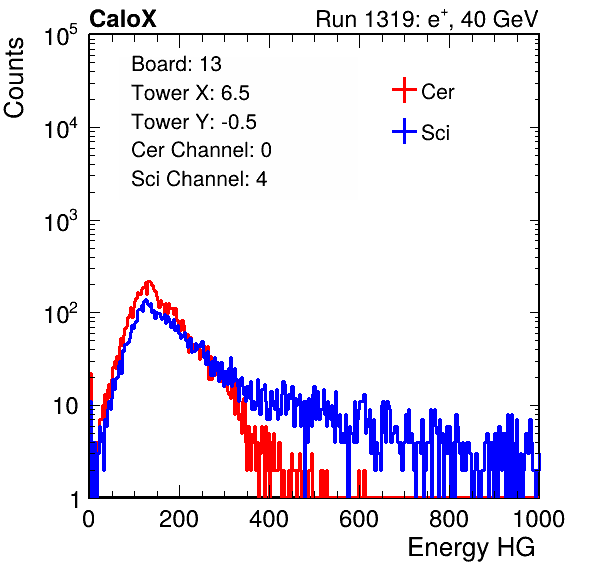 CaloX Run 1319: e⁺, 40 GeV
Counts
Board: 13
Tower X: 6.5
Tower Y: -0.5
Cer Channel: 0
Sci Channel: 4
Cer
Sci
10⁵
10⁴
10³
10²
10
1
0 200 400 600 800 1000
Energy HG